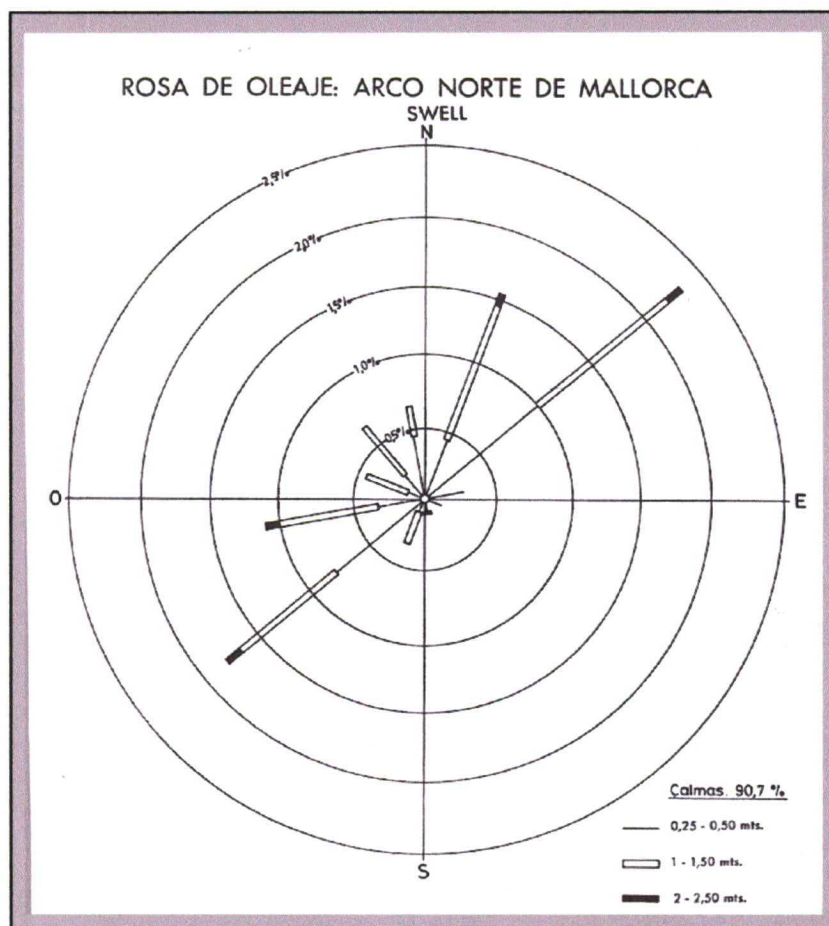 ROSA DE OLEAJE: ARCO NORTE DE MALLORCA
SWELL
N
2,5%
2,0%
1,5%
1,0%
0,5%
O
E
S
Calmas. 90,7 %
0,25 - 0,50 mts.
1 - 1,50 mts.
2 - 2,50 mts.